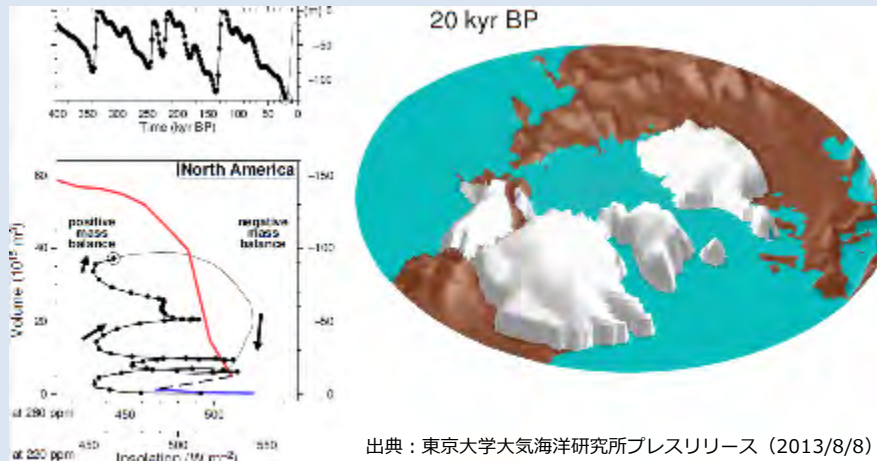 (m) 0
-50
-100
400 350 300 250 200 150 100 50 0
Time (kyr BP)
20 kyr BP
North America
positive
mass
balance
negative
mass
balance
Volume (10¹⁵ m³)
60
40
20
0
-150
-100
-50
0
at 280 ppm 450 500
450 500 550
at 220 ppm Insolation (W m⁻²)
出典：東京大学大気海洋研究所プレスリリース（2013/8/8）